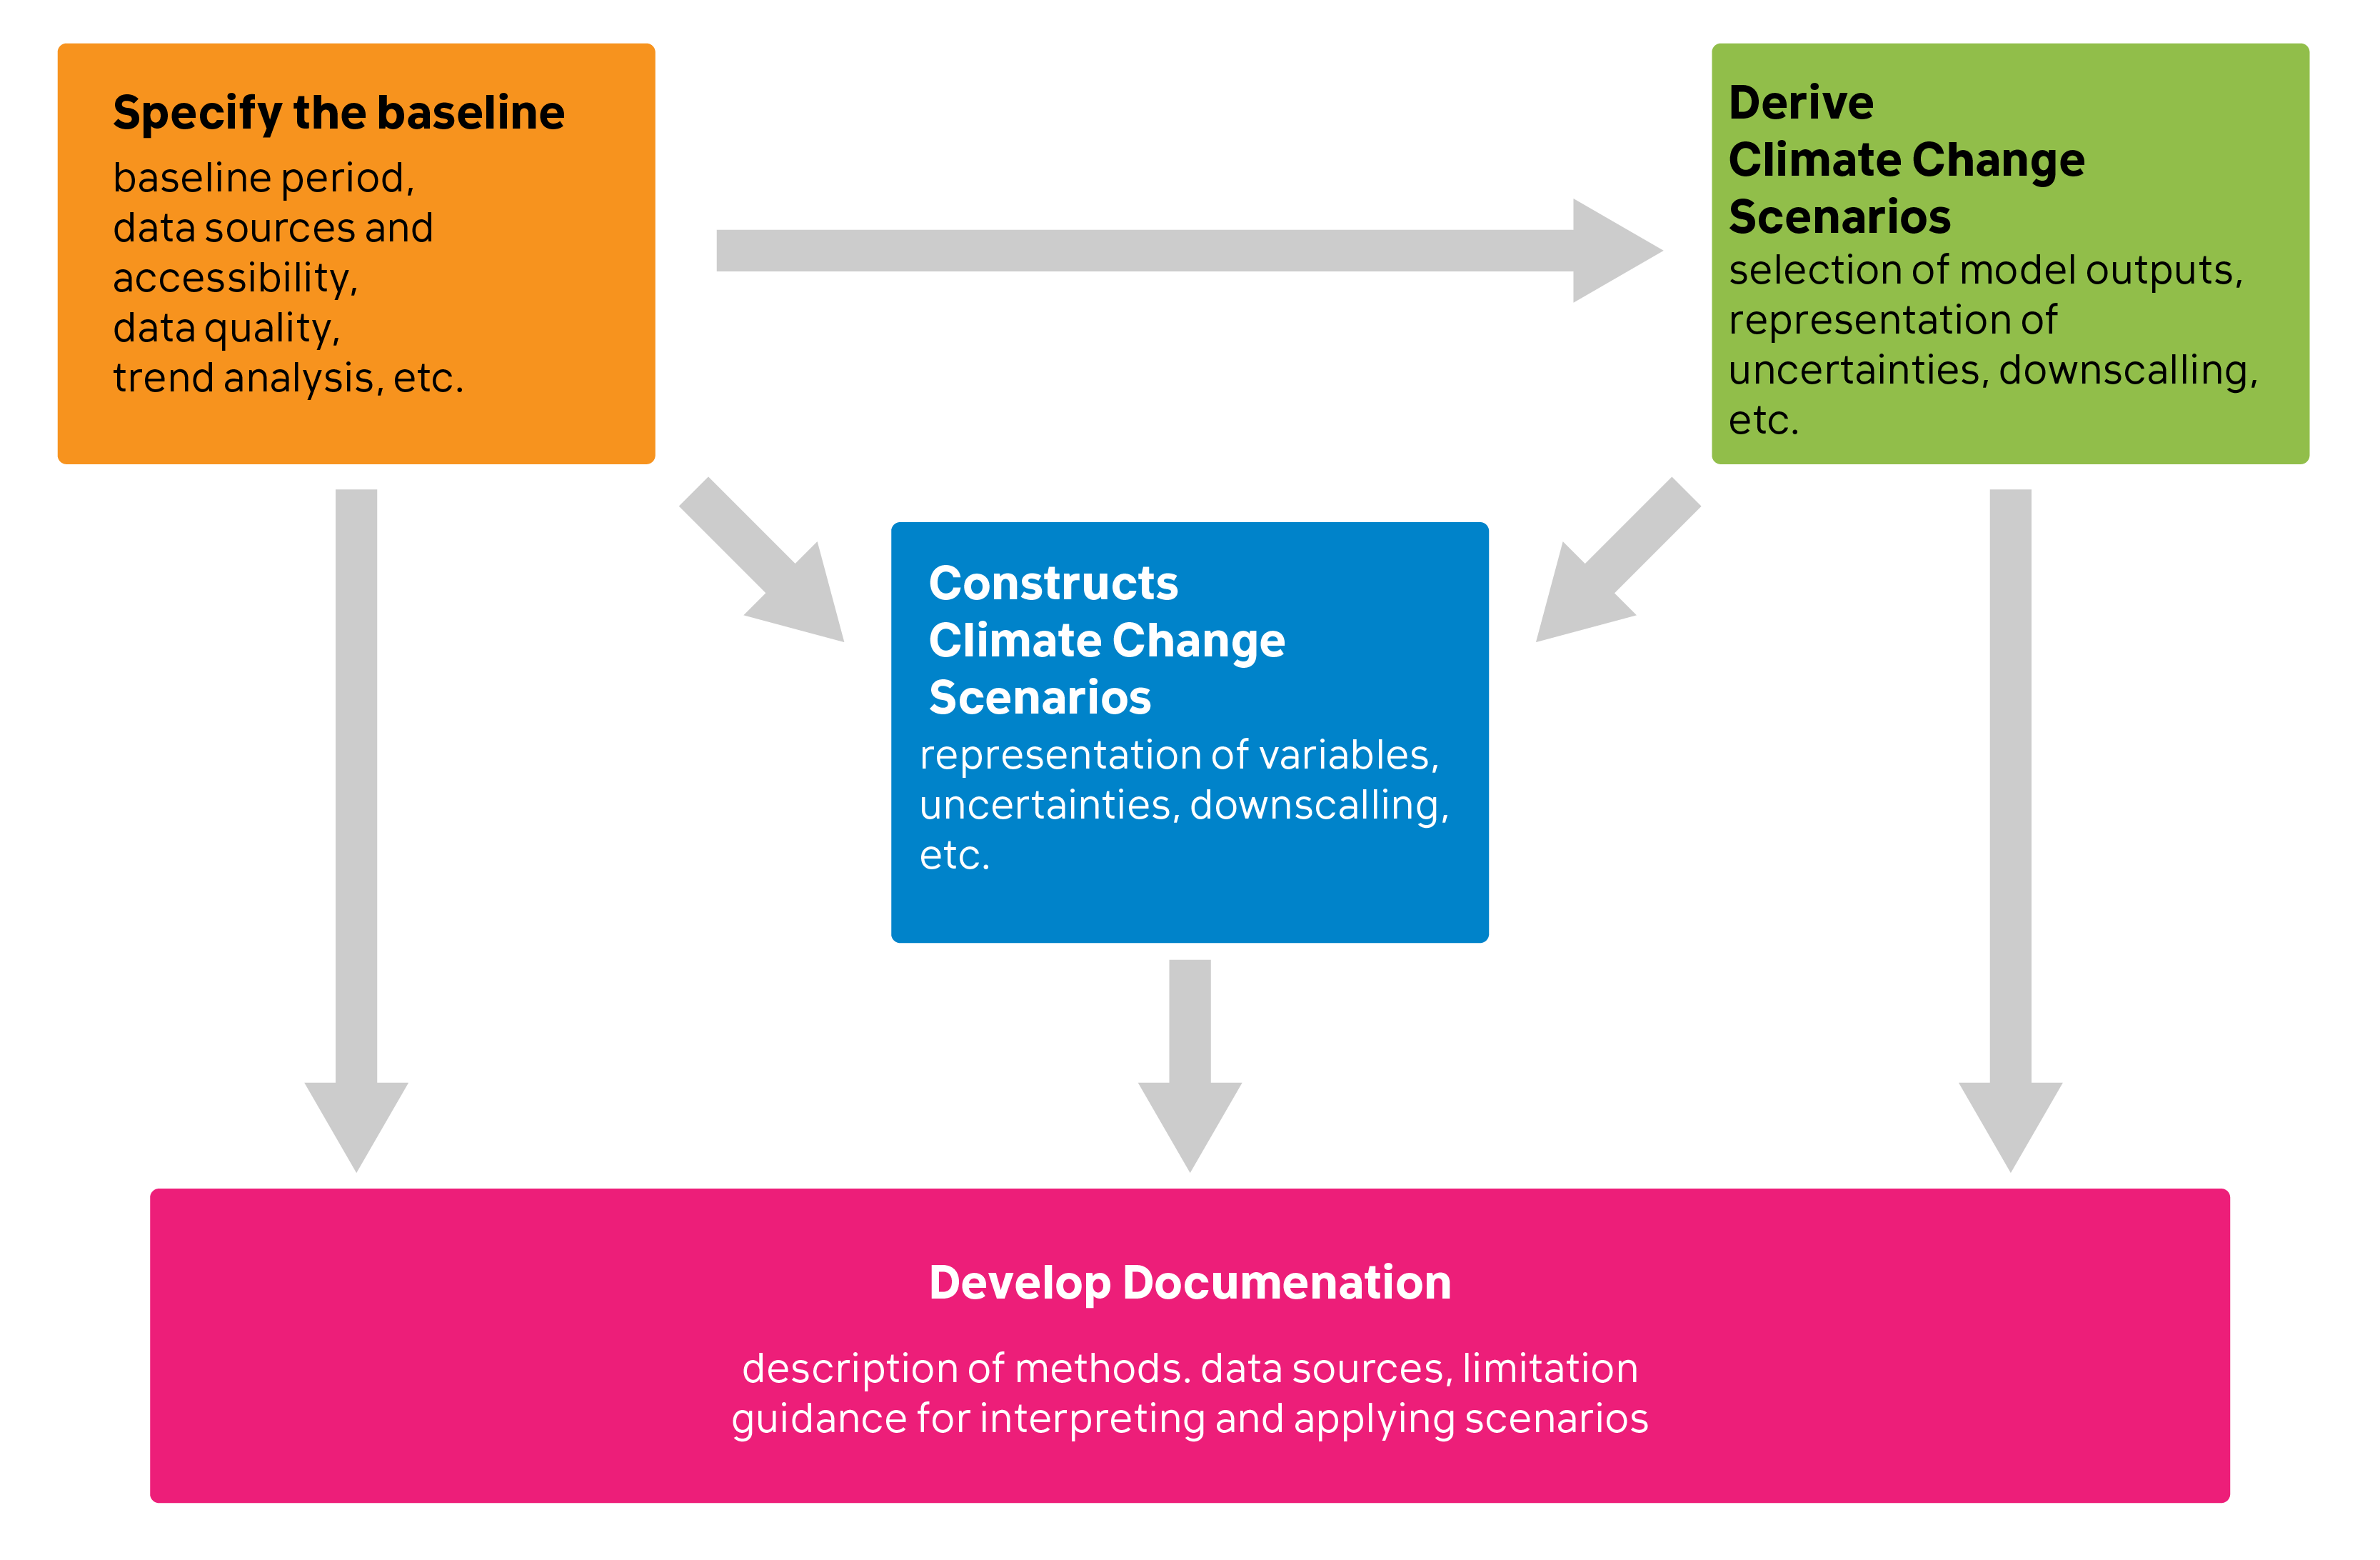 Specify the baseline
baseline period,
data sources and
accessibility,
data quality,
trend analysis, etc.
Derive
Climate Change
Scenarios
selection of model outputs,
representation of
uncertainties, downscalling,
etc.
Constructs
Climate Change
Scenarios
representation of variables,
uncertainties, downscalling,
etc.
Develop Documenation
description of methods. data sources, limitation
guidance for interpreting and applying scenarios